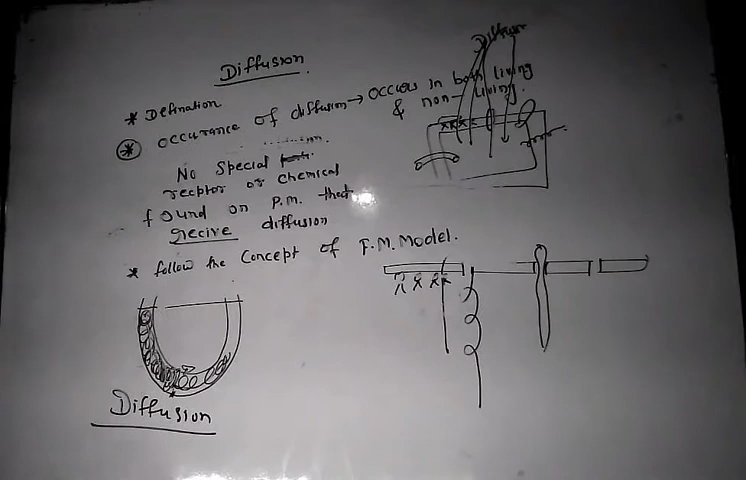 Diffusion.
* Defination
* occurance of diffusion → occurs in both living
& non-living.
No special
receptor or chemical
found on P.M. that
recive diffusion
* follow the concept of F.M. Model.
Diffusion